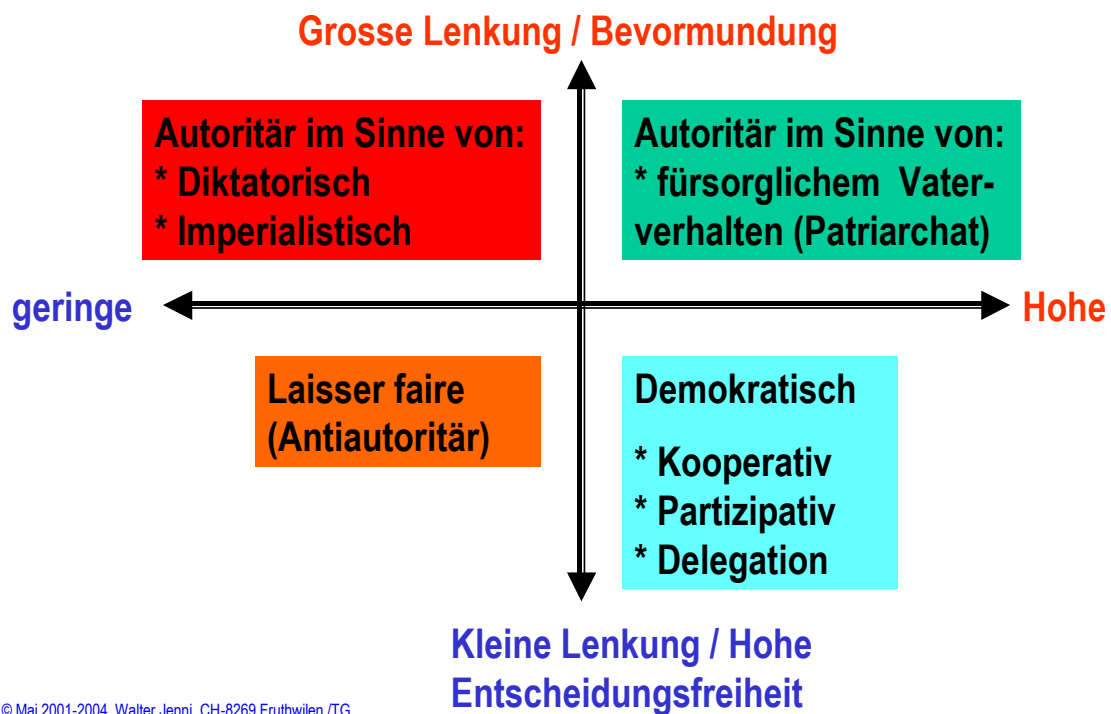 Grosse Lenkung / Bevormundung
Autoritär im Sinne von:
* Diktatorisch
* Imperialistisch
Autoritär im Sinne von:
* fürsorglichem Vater-
verhalten (Patriarchat)
geringe
Hohe
Laisser faire
(Antiautoritär)
Demokratisch
* Kooperativ
* Partizipativ
* Delegation
Kleine Lenkung / Hohe
Entscheidungsfreiheit
© Mai 2001-2004, Walter Jenni, CH-8269 Fruthwilen /TG